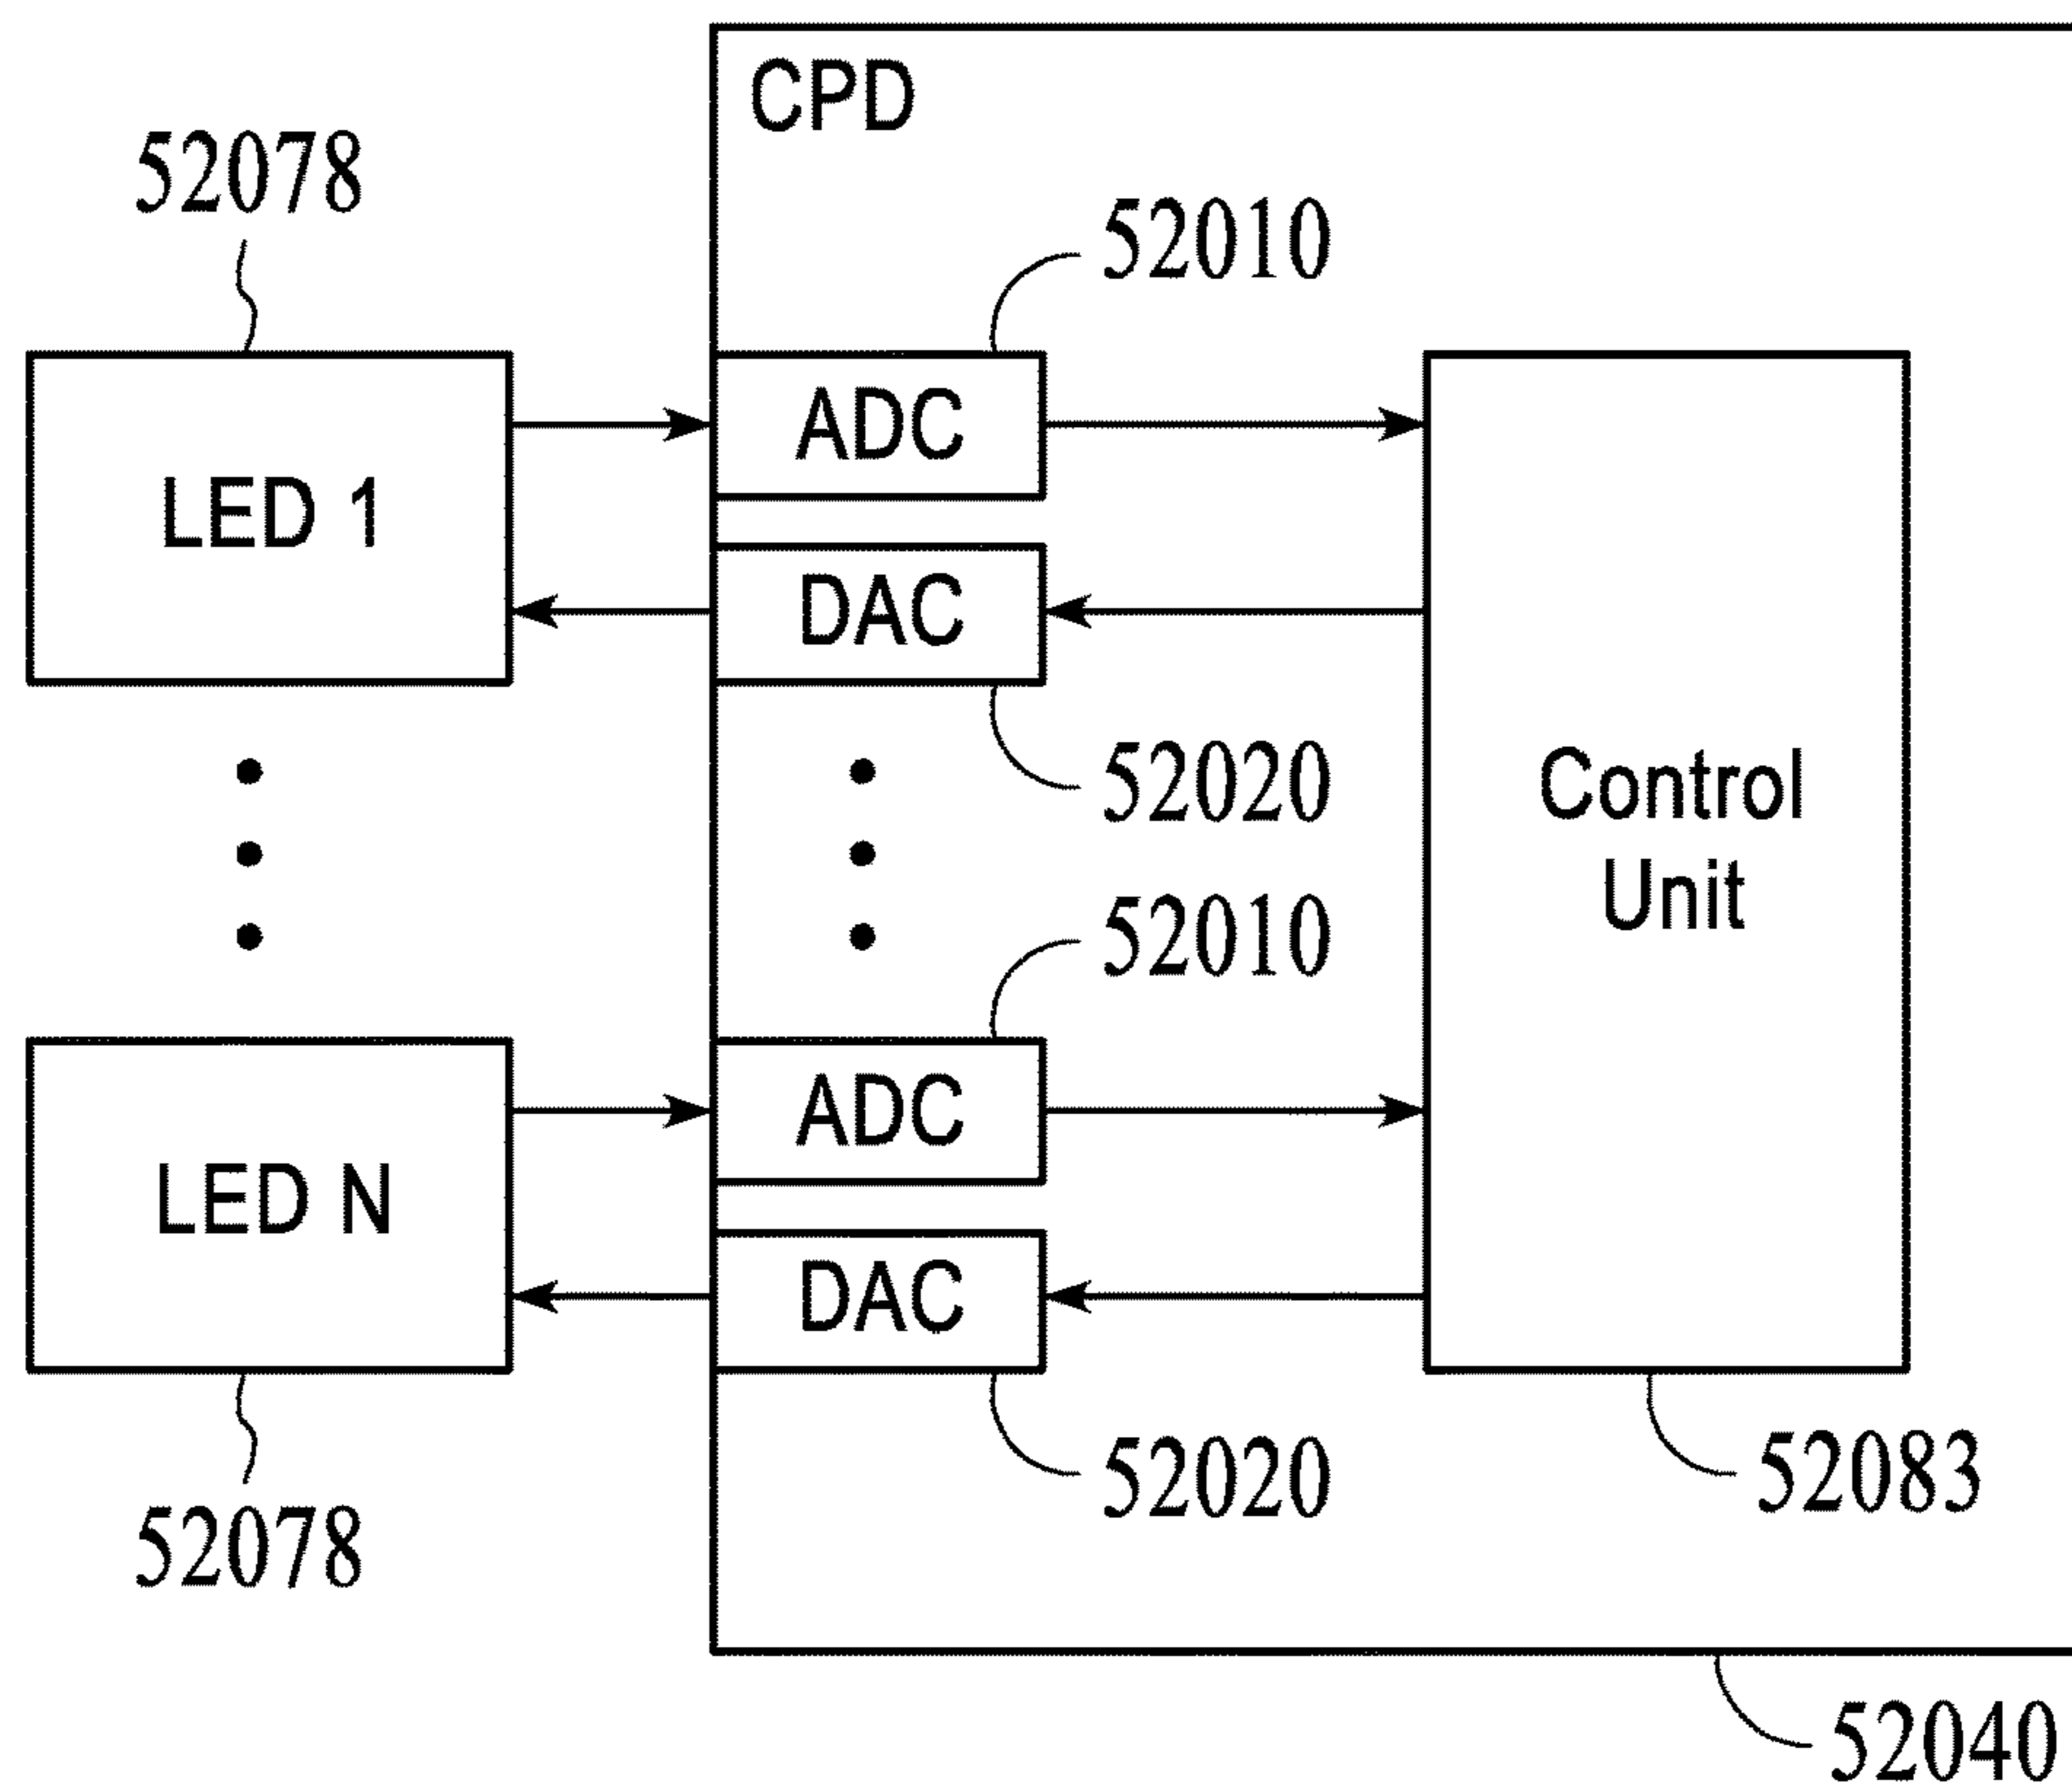 CPD
52078
52010
ADC
LED 1
DAC
52020
Control
Unit
52010
ADC
LED N
DAC
52020
52083
52078
52040